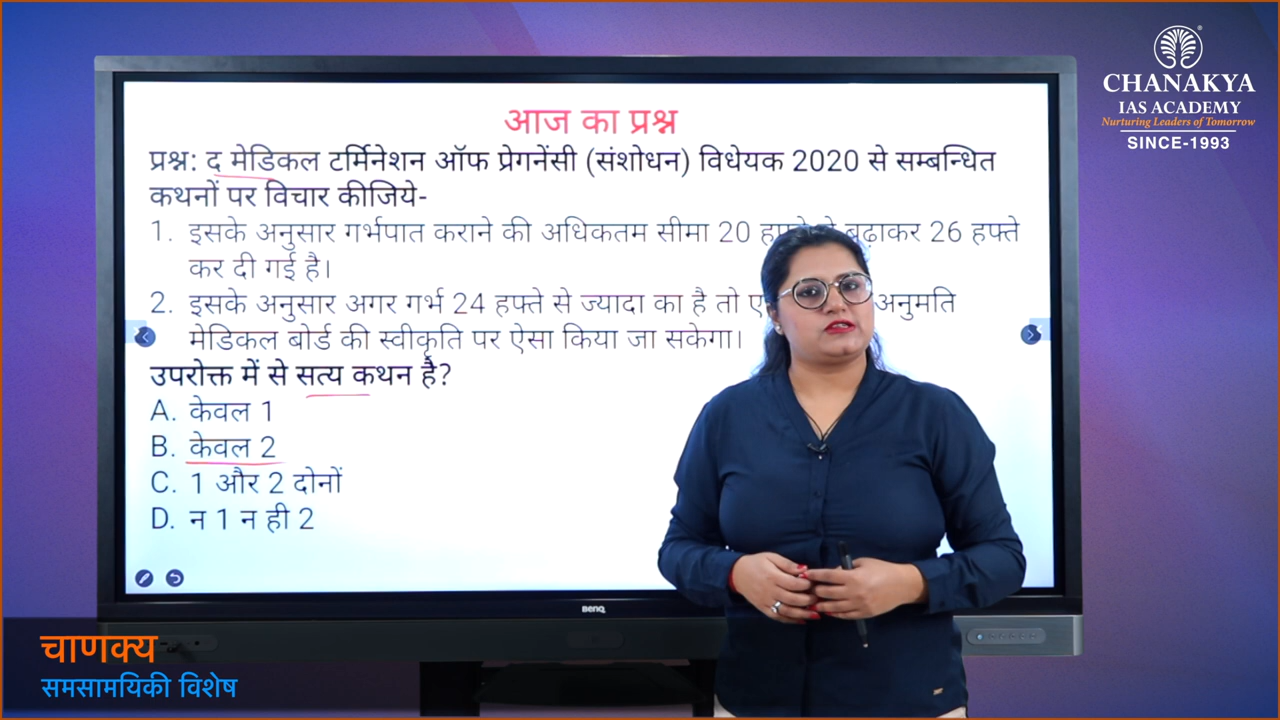 CHANAKYA
IAS ACADEMY
Nurturing Leaders of Tomorrow
SINCE-1993
आज का प्रश्न
प्रश्न: द मेडिकल टर्मिनेशन ऑफ प्रेगनेंसी (संशोधन) विधेयक 2020 से सम्बन्धित
कथनों पर विचार कीजिये-
1. इसके अनुसार गर्भपात कराने की अधिकतम सीमा 20 बढ़ाकर 26 हफ्ते
कर दी गई है।
2. इसके अनुसार अगर गर्भ 24 हफ्ते से ज्यादा का है तो अनुमति
मेडिकल बोर्ड की स्वीकृति पर ऐसा किया जा सकेगा।
उपरोक्त में से सत्य कथन है?
A. केवल 1
B. केवल 2
C. 1 और 2 दोनों
D. न 1 न ही 2
BenQ
चाणक्य
समसामयिकी विशेष